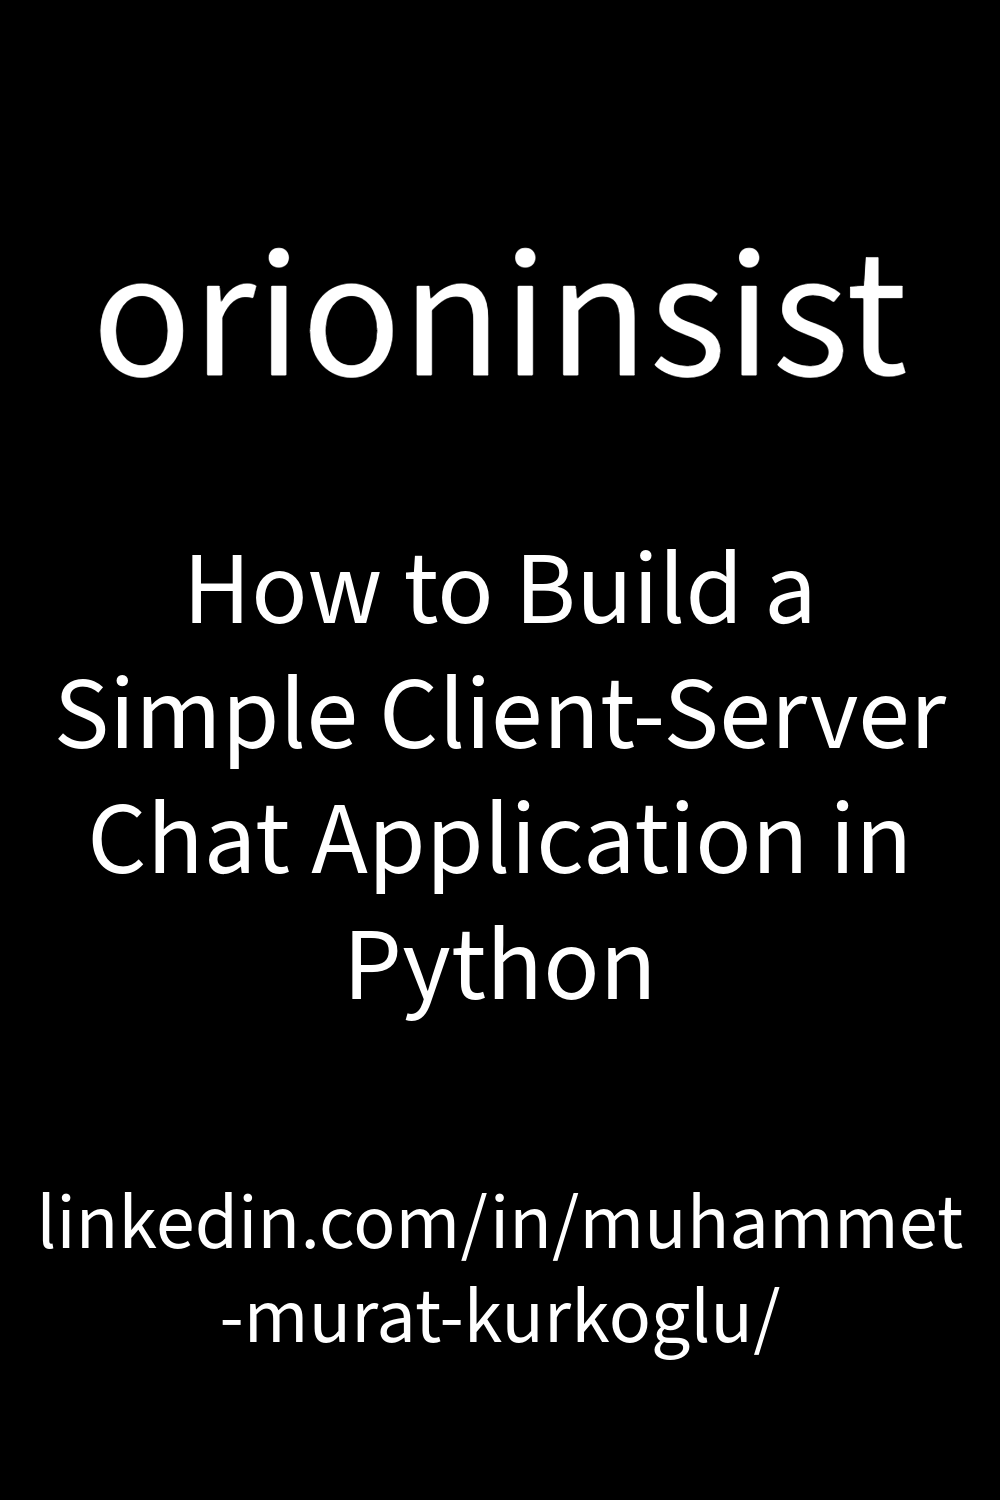 orioninsist
How to Build a
Simple Client-Server
Chat Application in
Python
linkedin.com/in/muhammet
-murat-kurkoglu/